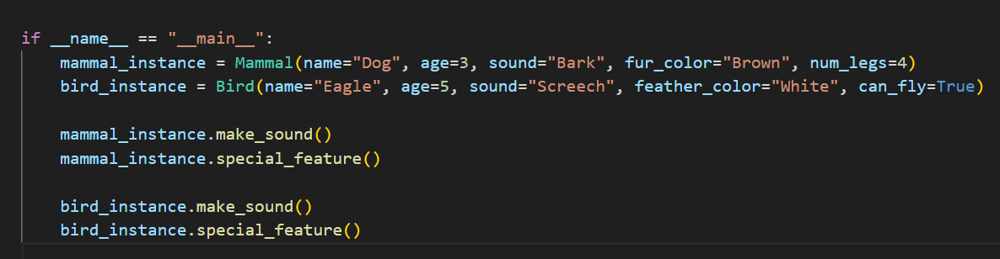 if __name__ == "__main__":
    mammal_instance = Mammal(name="Dog", age=3, sound="Bark", fur_color="Brown", num_legs=4)
    bird_instance = Bird(name="Eagle", age=5, sound="Screech", feather_color="White", can_fly=True)

    mammal_instance.make_sound()
    mammal_instance.special_feature()

    bird_instance.make_sound()
    bird_instance.special_feature()